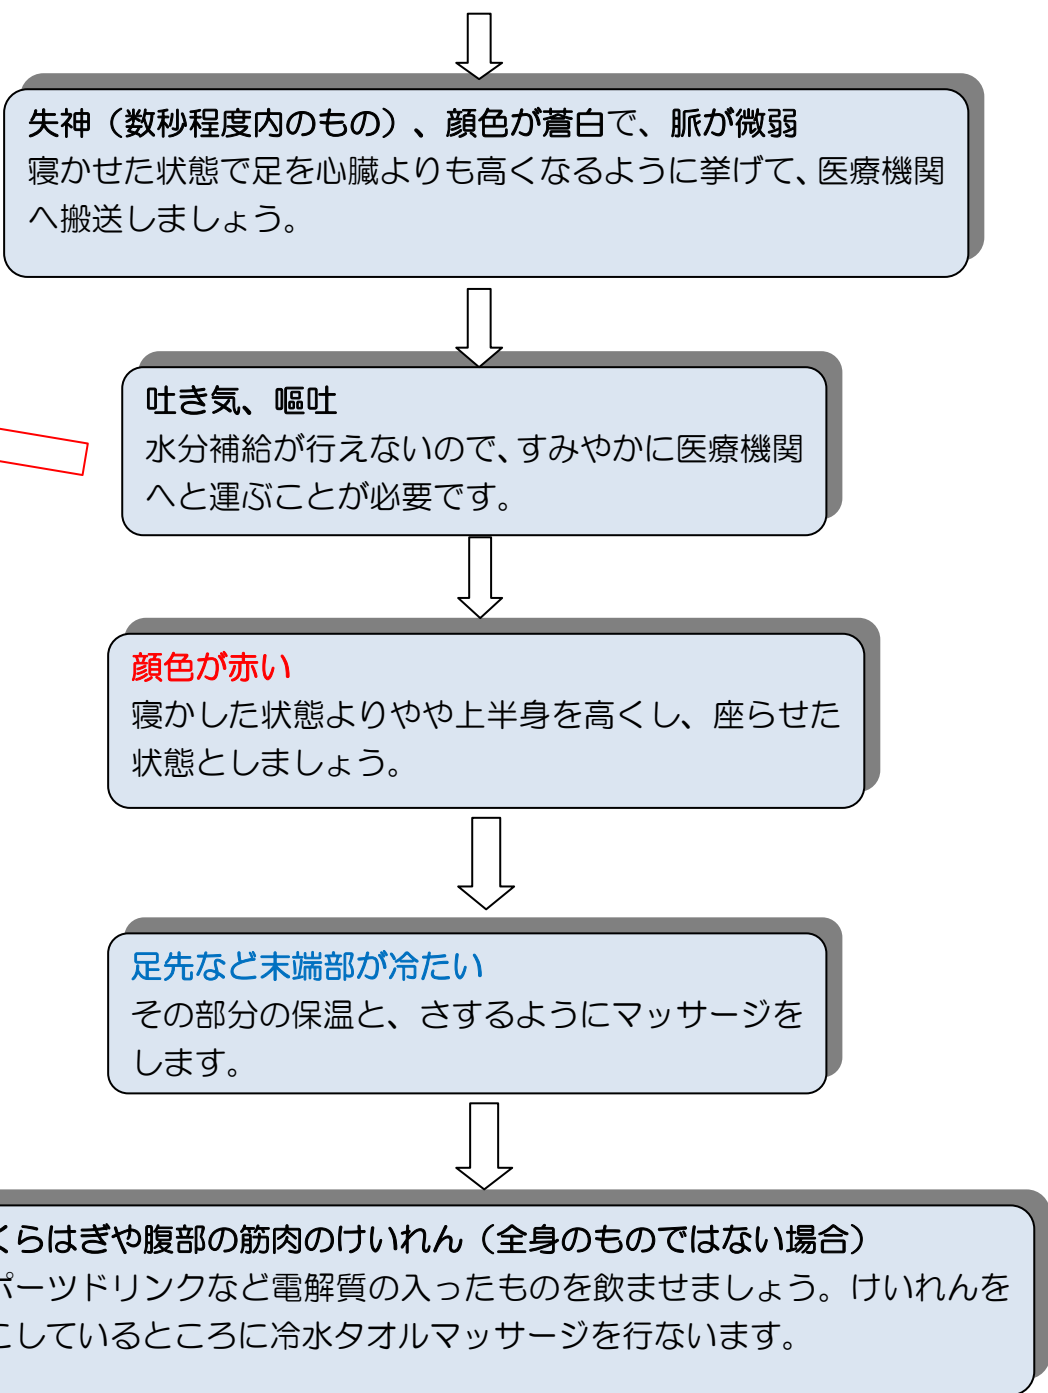 失神（数秒程度内のもの）、顔色が蒼白で、脈が微弱
寝かせた状態で足を心臓よりも高くなるように挙げて、医療機関
へ搬送しましょう。
吐き気、嘔吐
水分補給が行えないので、すみやかに医療機関
へと運ぶことが必要です。
顔色が赤い
寝かした状態よりやや上半身を高くし、座らせた
状態としましょう。
足先など末端部が冷たい
その部分の保温と、さするようにマッサージを
します。
くらはぎや腹部の筋肉のけいれん（全身のものではない場合）
ポーツドリンクなど電解質の入ったものを飲ませましょう。けいれんを
こしているところに冷水タオルマッサージを行ないます。